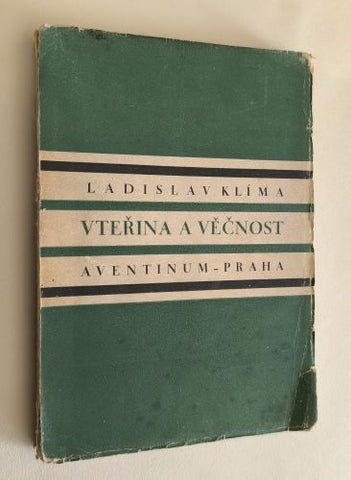 LADISLAV KLÍMA
VTEŘINA A VĚČNOST
AVENTINUM-PRAHA